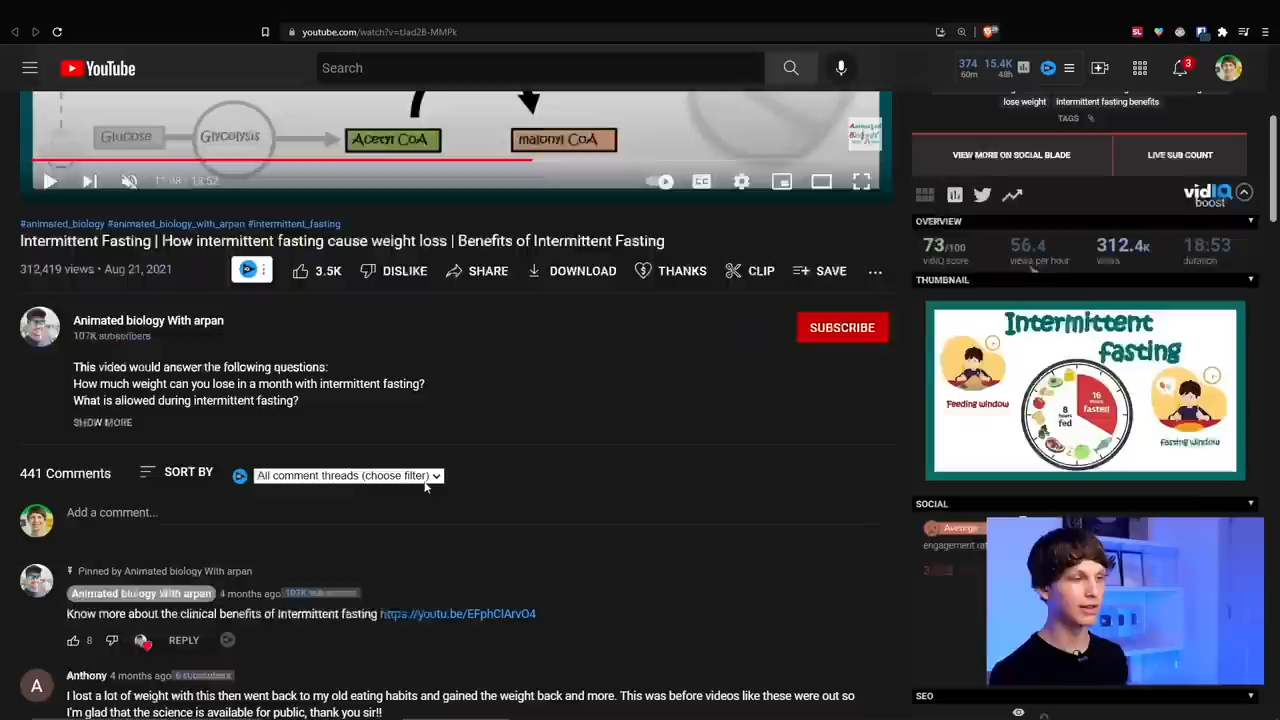 youtube.com/watch?v=tJad2B-MMPk
SL
YouTube
Search
374
60m
15.4K
48h
3
lose weight
intermittent fasting benefits
TAGS
Glucose
Glycolysis
Acetyl CoA
malonyl CoA
VIEW MORE ON SOCIAL BLADE
LIVE SUB COUNT
CC
vidIQ
boost
#animated_biology #animated_biology_with_arpan #intermittent_fasting
OVERVIEW
Intermittent Fasting | How intermittent fasting cause weight loss | Benefits of Intermittent Fasting
73/100
56.4
312.4K
18:53
vidIQ score
views per hour
views
duration
312,419 views • Aug 21, 2021
3.5K
DISLIKE
SHARE
DOWNLOAD
THANKS
CLIP
SAVE
THUMBNAIL
Animated biology With arpan
107K subscribers
SUBSCRIBE
Intermittent
fasting
Feeding window
8
hours
fed
16
fasted
Fasting window
This video would answer the following questions:
How much weight can you lose in a month with intermittent fasting?
What is allowed during intermittent fasting?
SHOW MORE
441 Comments
SORT BY
All comment threads (choose filter)
SOCIAL
Add a comment...
Average
engagement
Pinned by Animated biology With arpan
Animated biology With arpan
4 months ago
Know more about the clinical benefits of Intermittent fasting https://youtu.be/EFphClArvO4
8
REPLY
A
Anthony 4 months ago 6 subscribers
I lost a lot of weight with this then went back to my old eating habits and gained the weight back and more. This was before videos like these were out so
I'm glad that the science is available for public, thank you sir!!
SEO